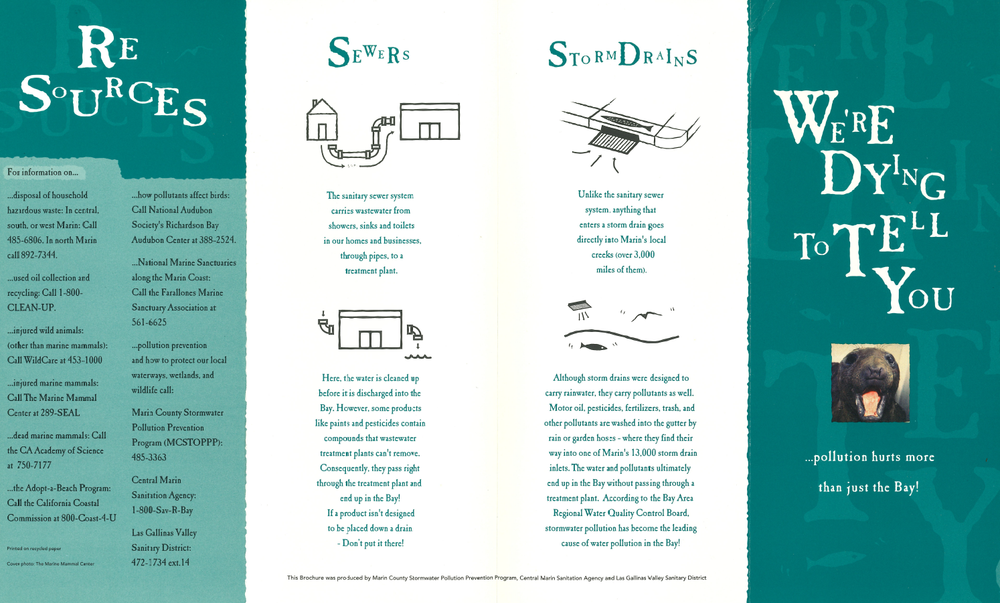 RE
SOURCES
For information on...
...disposal of household
hazardous waste: In central,
south, or west Marin: Call
485-6806. In north Marin
call 892-7344.
...used oil collection and
recycling: Call 1-800-
CLEAN-UP.
...injured wild animals:
(other than marine mammals):
Call WildCare at 453-1000
...injured marine mammals:
Call The Marine Mammal
Center at 289-SEAL
...dead marine mammals: Call
the CA Academy of Science
at 750-7177
...the Adopt-a-Beach Program:
Call the California Coastal
Commission at 800-Coast-4-U
Printed on recycled paper
Cover photo: The Marine Mammal Center
...how pollutants affect birds:
Call National Audubon
Society's Richardson Bay
Audubon Center at 388-2524.
...National Marine Sanctuaries
along the Marin Coast:
Call the Farallones Marine
Sanctuary Association at
561-6625
...pollution prevention
and how to protect our local
waterways, wetlands, and
wildlife call:
Marin County Stormwater
Pollution Prevention
Program (MCSTOPPP):
485-3363
Central Marin
Sanitation Agency:
1-800-Sav-R-Bay
Las Gallinas Valley
Sanitary District:
472-1734 ext.14
SEWERS
The sanitary sewer system
carries wastewater from
showers, sinks and toilets
in our homes and businesses,
through pipes, to a
treatment plant.
Here, the water is cleaned up
before it is discharged into the
Bay. However, some products
like paints and pesticides contain
compounds that wastewater
treatment plants can't remove.
Consequently, they pass right
through the treatment plant and
end up in the Bay!
If a product isn't designed
to be placed down a drain
- Don't put it there!
STORMDRAINS
Unlike the sanitary sewer
system, anything that
enters a storm drain goes
directly into Marin's local
creeks (over 3,000
miles of them).
Although storm drains were designed to
carry rainwater, they carry pollutants as well.
Motor oil, pesticides, fertilizers, trash, and
other pollutants are washed into the gutter by
rain or garden hoses - where they find their
way into one of Marin's 13,000 storm drain
inlets. The water and pollutants ultimately
end up in the Bay without passing through a
treatment plant. According to the Bay Area
Regional Water Quality Control Board,
stormwater pollution has become the leading
cause of water pollution in the Bay!
This Brochure was produced by Marin County Stormwater Pollution Prevention Program, Central Marin Sanitation Agency and Las Gallinas Valley Sanitary District
WE'RE
DYING
TO TELL
YOU
...pollution hurts more
than just the Bay!